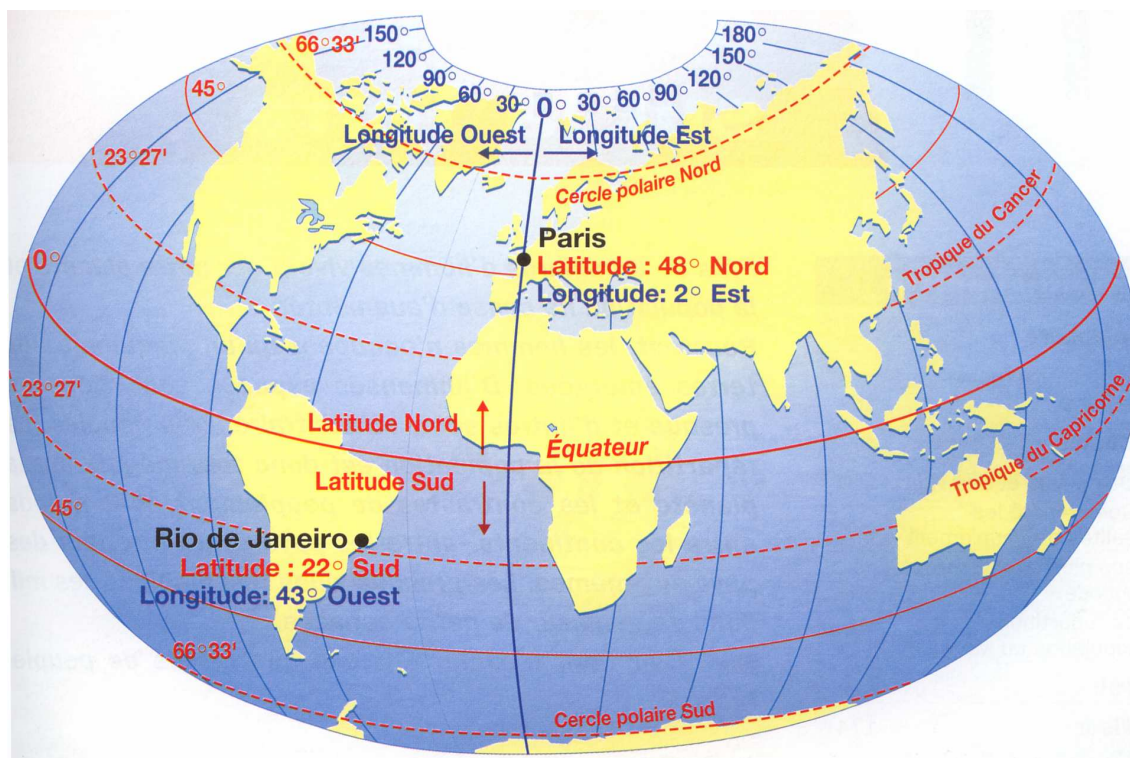 66°33'
150°
120°
90°
60°
30°
0°
30°
60°
90°
120°
150°
180°
45°
Longitude Ouest
Longitude Est
23°27'
Cercle polaire Nord
Tropique du Cancer
Paris
Latitude : 48° Nord
Longitude: 2° Est
0°
23°27'
Latitude Nord
Équateur
Latitude Sud
Tropique du Capricorne
45°
Rio de Janeiro
Latitude : 22° Sud
Longitude: 43° Ouest
66°33'
Cercle polaire Sud